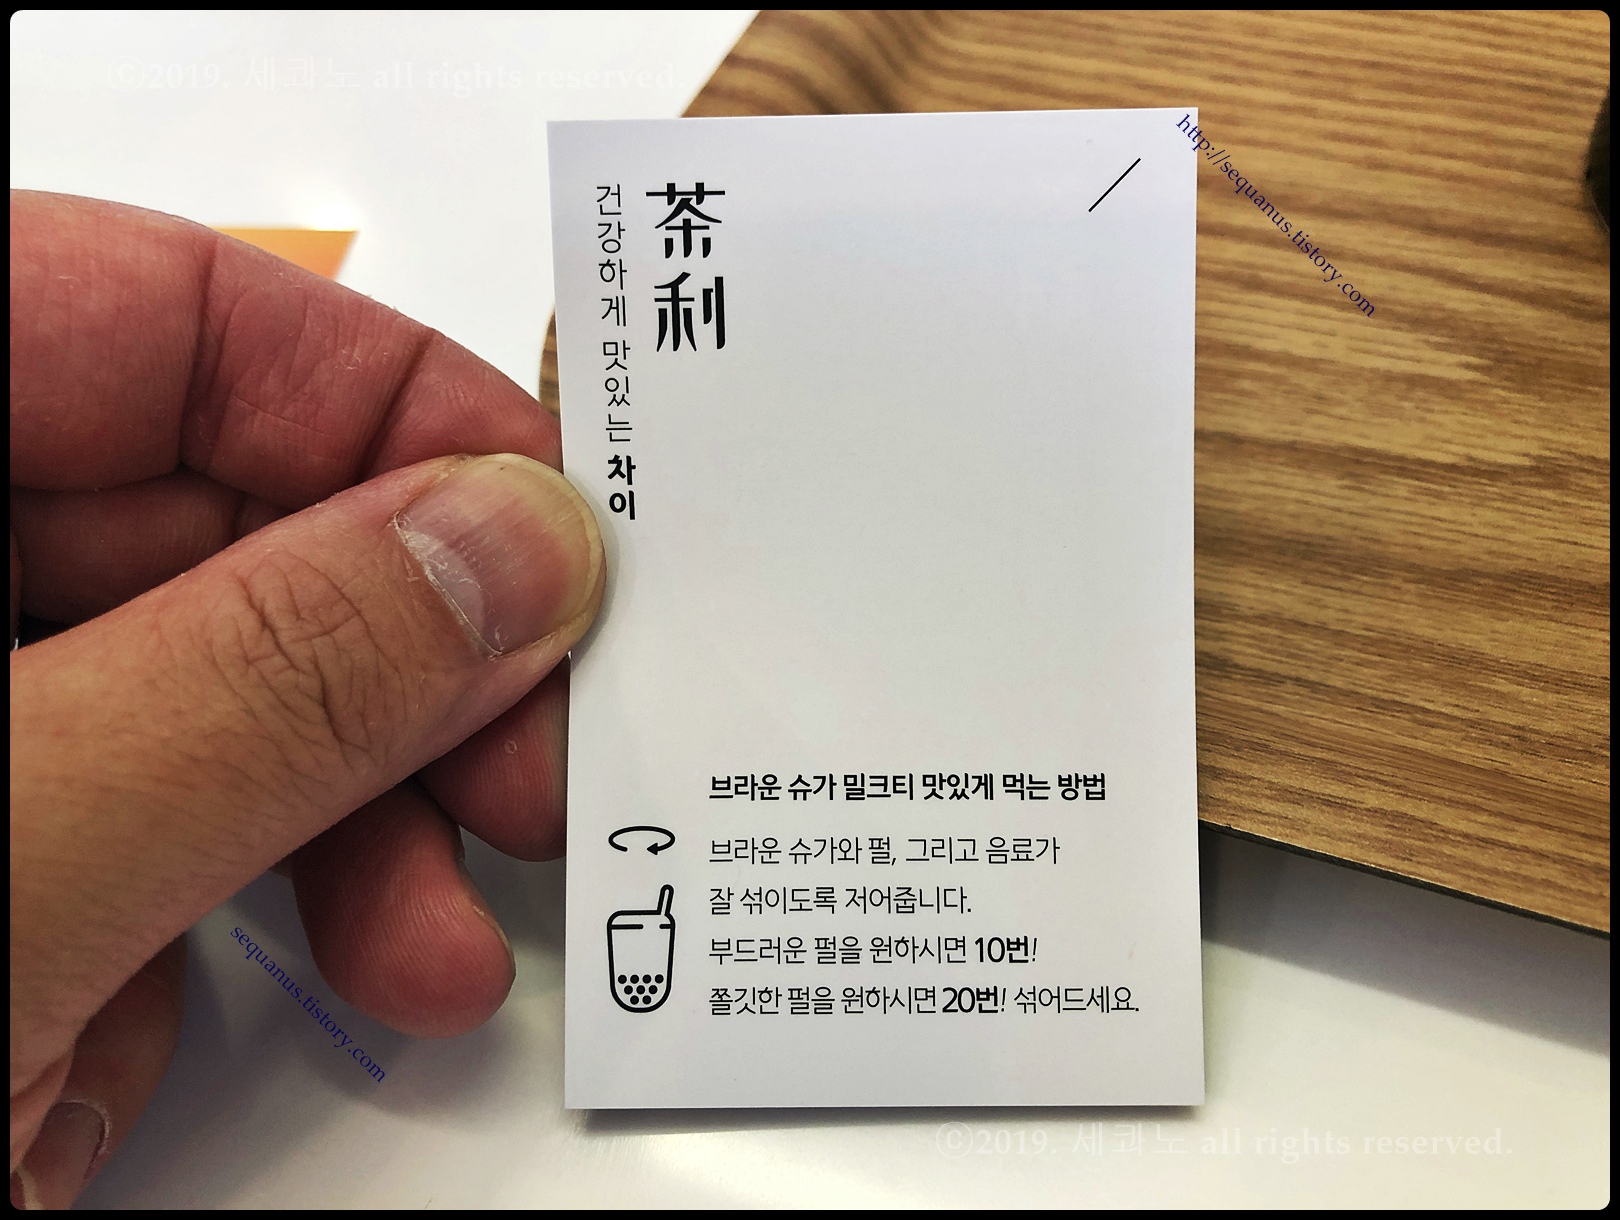 ⓒ2019. 세콰노 all rights reserved.
http://sequanus.tistory.com
茶利
건강하게 맛있는 차이
브라운 슈가 밀크티 맛있게 먹는 방법
브라운 슈가와 펄, 그리고 음료가
잘 섞이도록 저어줍니다.
부드러운 펄을 원하시면 10번!
쫄깃한 펄을 원하시면 20번! 섞어드세요.
sequanus.tistory.com
ⓒ2019. 세콰노 all rights reserved.